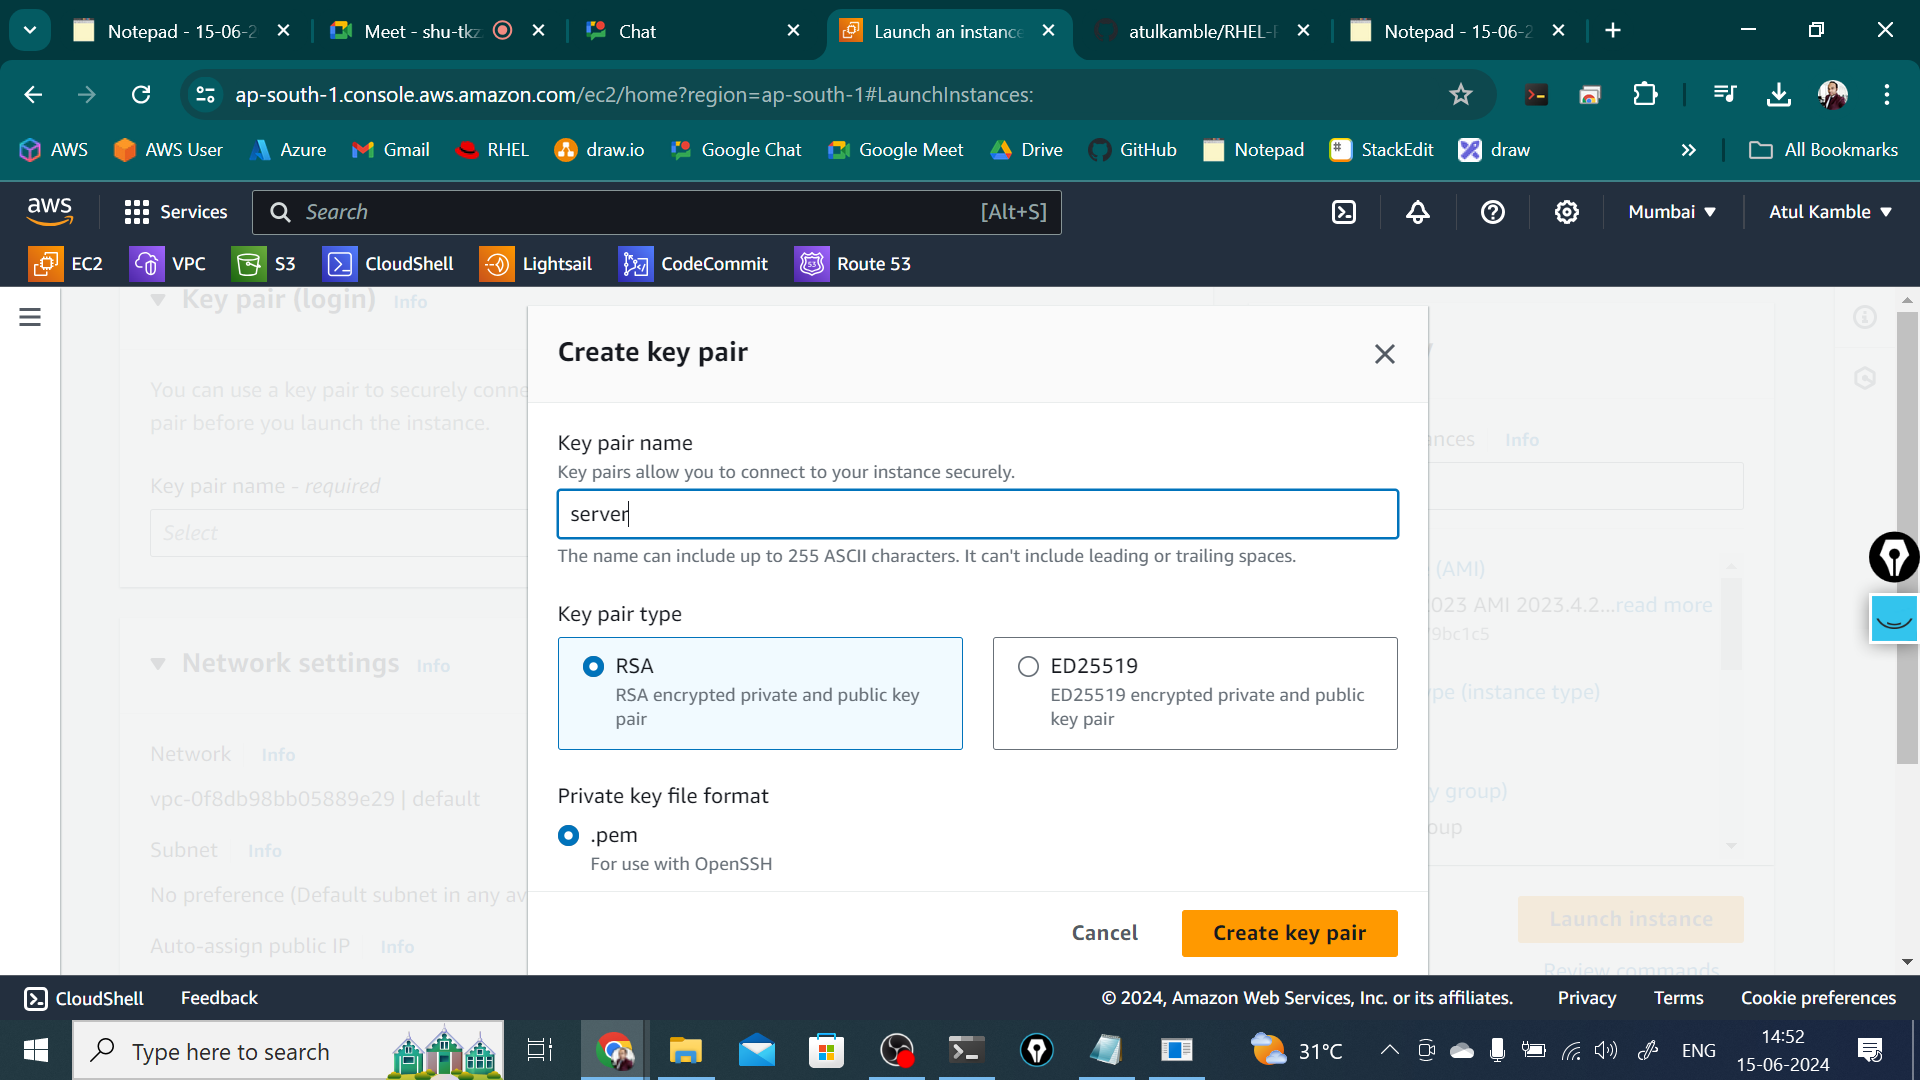 Notepad - 15-06-2
Meet - shu-tkz
Chat
Launch an instance
atulkamble/RHEL-
Notepad - 15-06-2
ap-south-1.console.aws.amazon.com/ec2/home?region=ap-south-1#LaunchInstances:
AWS
AWS User
Azure
Gmail
RHEL
draw.io
Google Chat
Google Meet
Drive
GitHub
Notepad
StackEdit
draw
All Bookmarks
aws
Services
Search
[Alt+S]
Mumbai
Atul Kamble
EC2
VPC
S3
CloudShell
Lightsail
CodeCommit
Route 53
Key pair (login) Info
You can use a key pair to securely conne
pair before you launch the instance.
Key pair name - required
Select
Network settings Info
Network Info
vpc-0f8db98bb05889e29 | default
Subnet Info
No preference (Default subnet in any av
Auto-assign public IP Info
Create key pair
Key pair name
Key pairs allow you to connect to your instance securely.
server
The name can include up to 255 ASCII characters. It can't include leading or trailing spaces.
Key pair type
RSA
RSA encrypted private and public key
pair
ED25519
ED25519 encrypted private and public
key pair
Private key file format
.pem
For use with OpenSSH
Cancel
Create key pair
ances Info
(AMI)
023 AMI 2023.4.2...read more
79bc1c5
ype (instance type)
y group)
oup
Launch instance
Review commands
CloudShell
Feedback
© 2024, Amazon Web Services, Inc. or its affiliates.
Privacy
Terms
Cookie preferences
Type here to search
31°C
ENG
14:52
15-06-2024